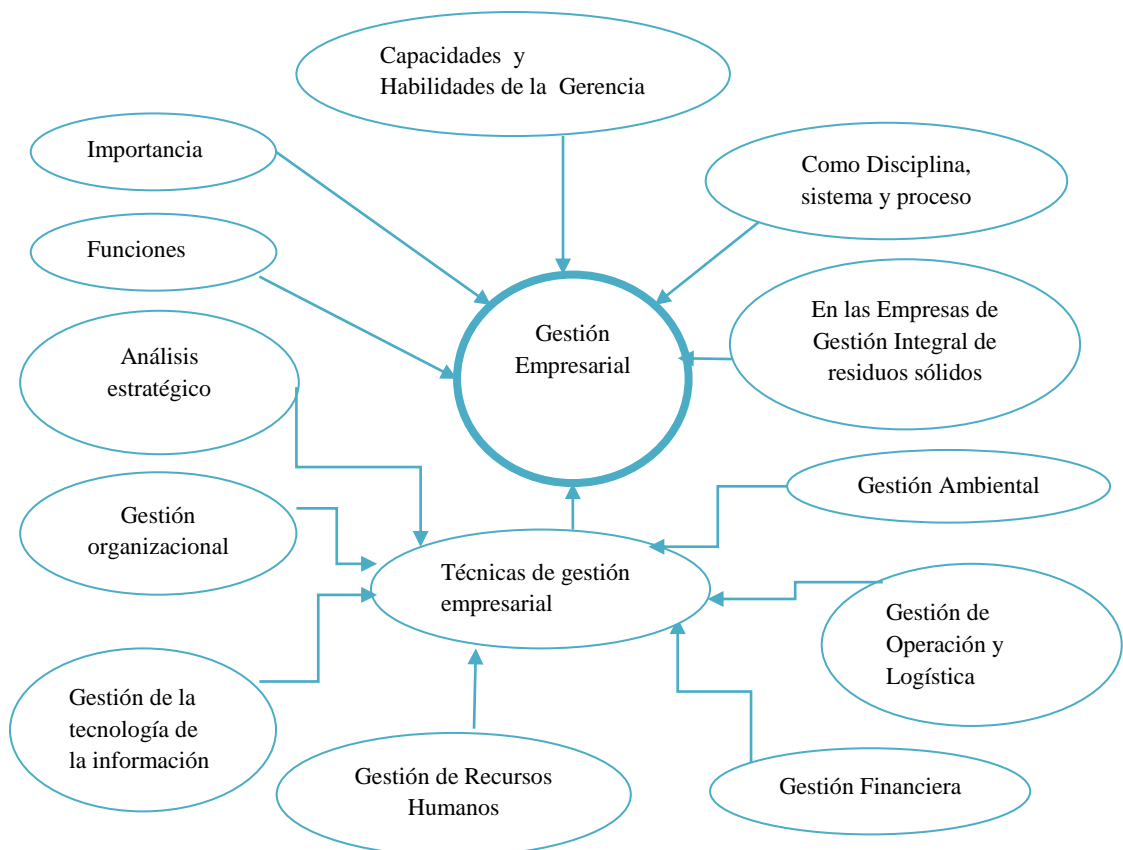 Capacidades y
Habilidades de la Gerencia
Importancia
Como Disciplina,
sistema y proceso
Funciones
Gestión
Empresarial
En las Empresas de
Gestión Integral de
residuos sólidos
Análisis
estratégico
Gestión Ambiental
Gestión
organizacional
Técnicas de gestión
empresarial
Gestión de
Operación y
Logística
Gestión de la
tecnología de
la información
Gestión de Recursos
Humanos
Gestión Financiera